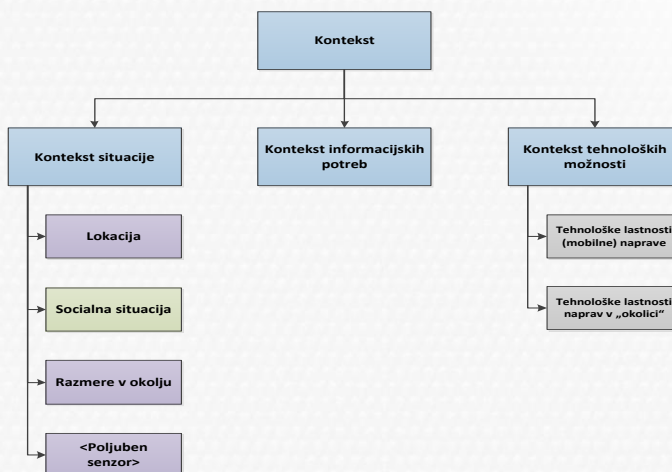 Kontekst
Kontekst situacije
Kontekst informacijskih
potreb
Kontekst tehnoloških
možnosti
Lokacija
Socialna situacija
Razmere v okolju
<Poljuben
senzor>
Tehnološke lastnosti
(mobilne) naprave
Tehnološke lastnosti
naprav v „okolici“